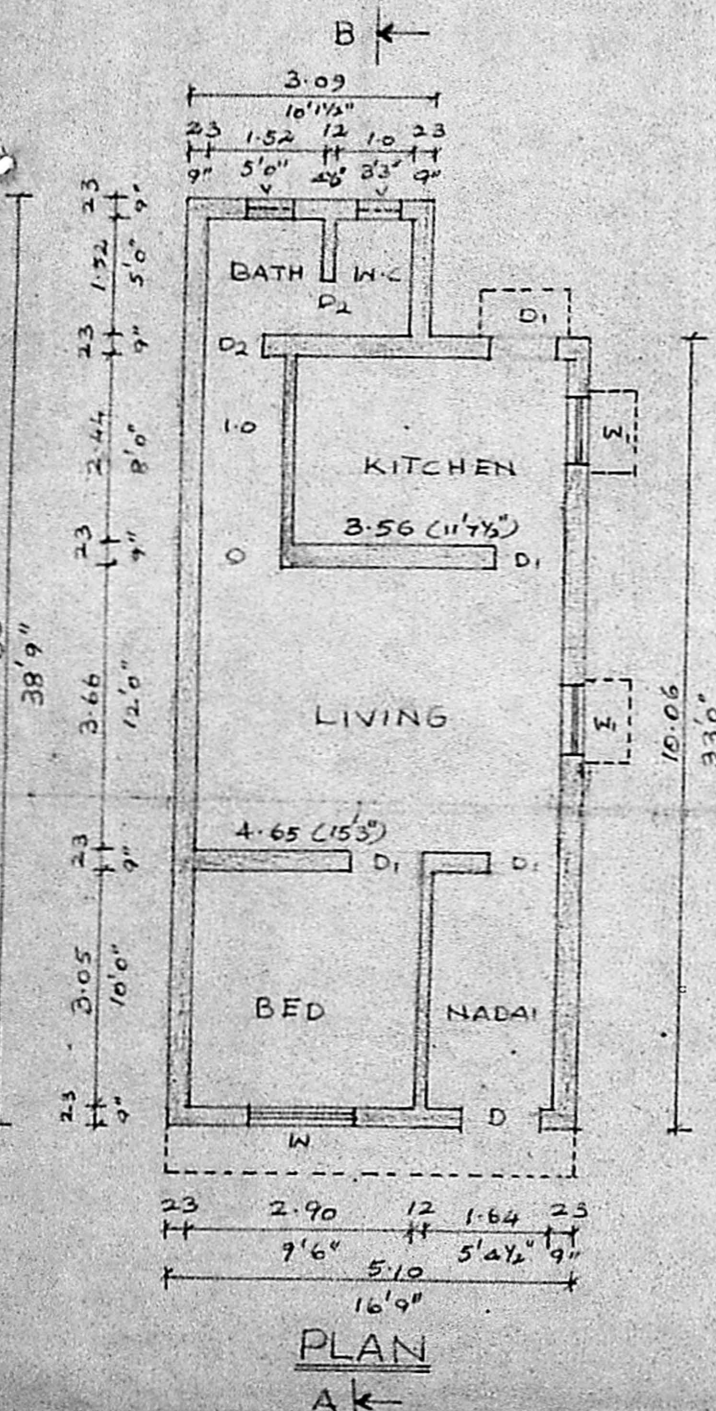 B
3.09
10'1½"
23 1.52 12 1.0 23
9" 5'0" 4½" 3'3" 9"
V V
23 9"
1.52 5'0"
23 9"
2.44 8'0"
23 9"
3.66 12'0"
23 9"
3.05 10'0"
23 9"
38'9"
BATH W.C
D2
D2 D1
1.0
KITCHEN
W
3.56 (11'7½")
O D1
LIVING
W
10.06
33'0"
4.65 (15'3")
D1 D1
BED NADAI
W D
23 2.90 12 1.64 23
9'6" 5'4½" 9"
5.10
16'9"
PLAN
A